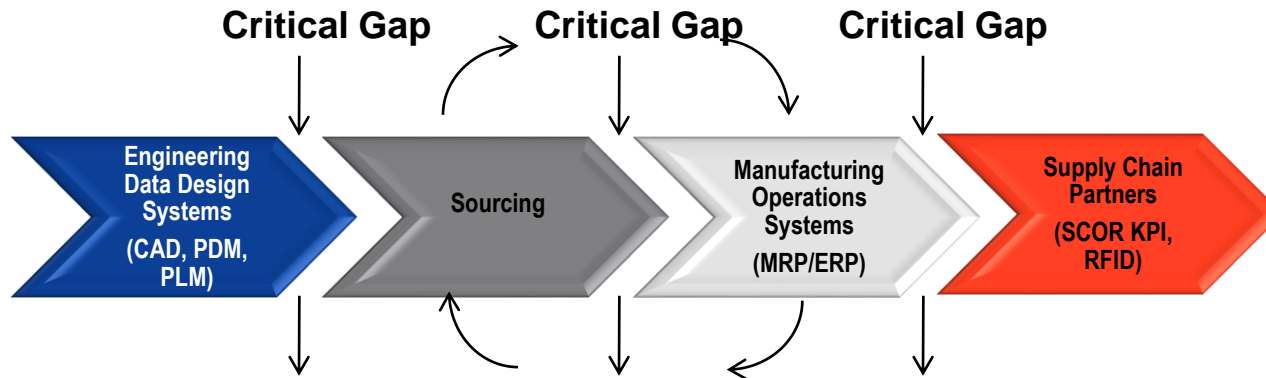 Critical Gap
Critical Gap
Critical Gap
Engineering
Data Design
Systems
(CAD, PDM,
PLM)
Sourcing
Manufacturing
Operations
Systems
(MRP/ERP)
Supply Chain
Partners
(SCOR KPI,
RFID)